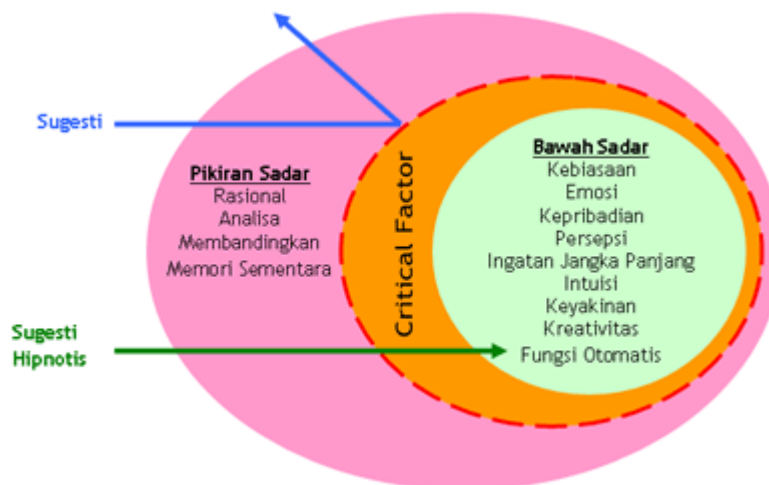 Sugesti
Pikiran Sadar
Rasional
Analisa
Membandingkan
Memori Sementara
Critical Factor
Bawah Sadar
Kebiasaan
Emosi
Kepribadian
Persepsi
Ingatan Jangka Panjang
Intuisi
Keyakinan
Kreativitas
Fungsi Otomatis
Sugesti
Hipnotis